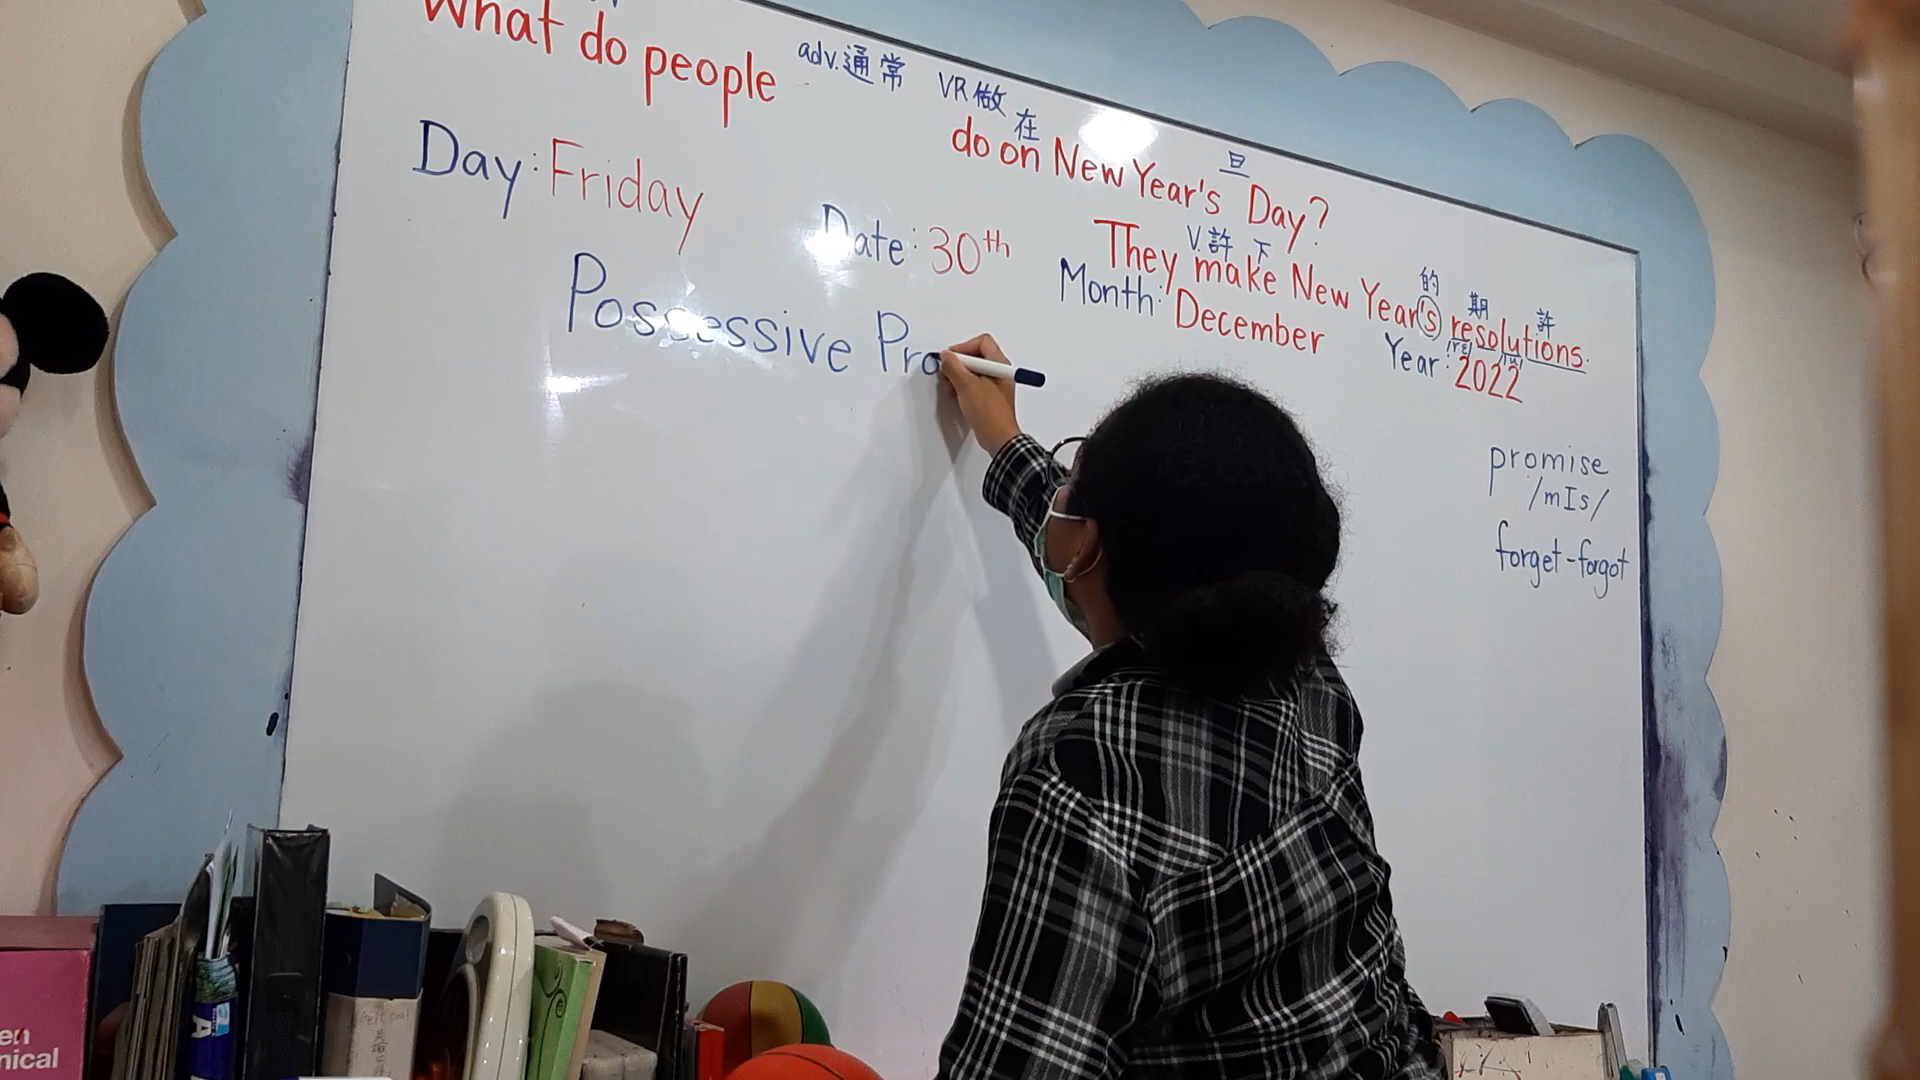 What do people
adv.通常 VR做
在 旦
do on New Year's Day?
V.許下 的 期 許
They make New Year's resolutions.
/rɛ/ /lu/
Day: Friday Date: 30th Month: December Year: 2022
Possessive Pro
promise
/mIs/
forget-forgot